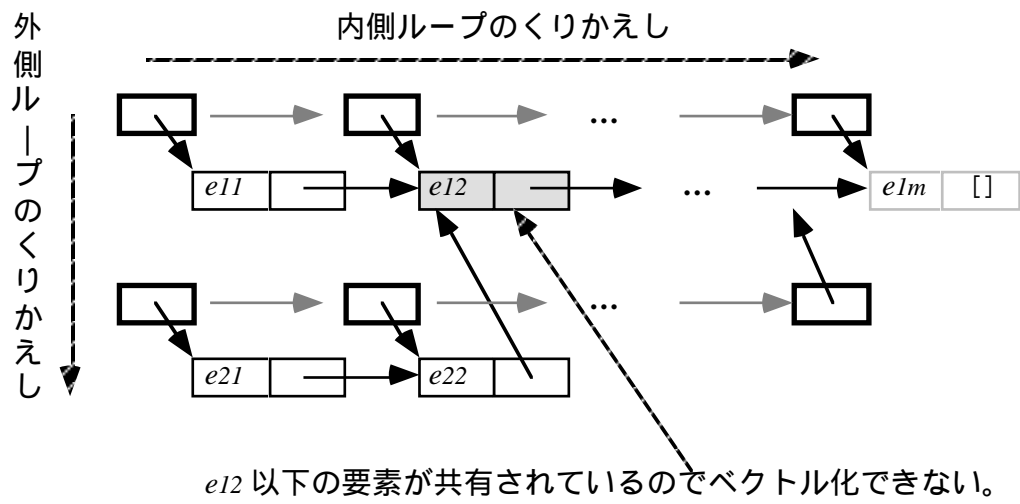 内側ループのくりかえし
外側ループのくりかえし
...
e11 e12 ... e1m []
...
e21 e22
e12 以下の要素が共有されているのでベクトル化できない。